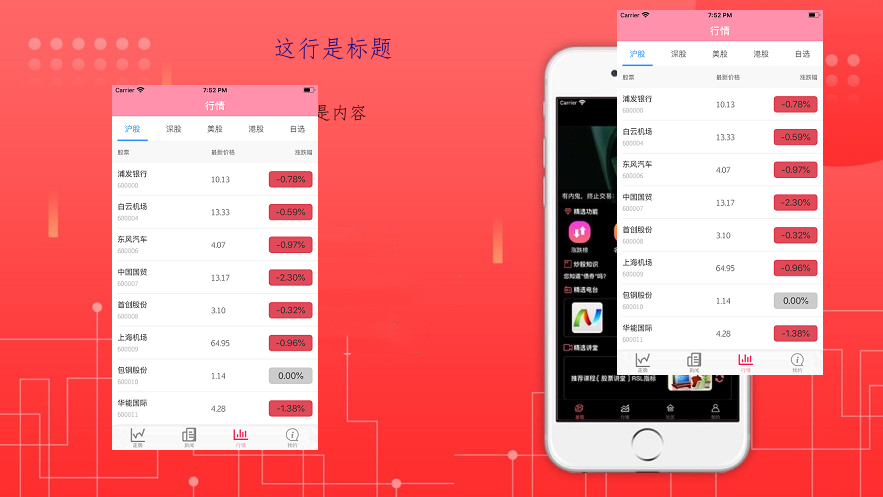 这行是标题
是内容
Carrier 7:52 PM
行情
沪股 深股 美股 港股 自选
股票 最新价格 涨跌幅
浦发银行 10.13 -0.78%
600000
白云机场 13.33 -0.59%
600004
东风汽车 4.07 -0.97%
600006
中国国贸 13.17 -2.30%
600007
首创股份 3.10 -0.32%
600008
上海机场 64.95 -0.96%
600009
包钢股份 1.14 0.00%
600010
华能国际 4.28 -1.38%
600011
走势 新闻 行情 我的
Carrier
有内鬼，终止交易：
精选功能
涨跌榜
炒股知识
您知道"债券"吗?
精选电台
精选讲堂
推荐课程〖股票讲堂〗RSL指标
行情 社区 我的
Carrier 7:52 PM
行情
沪股 深股 美股 港股 自选
股票 最新价格 涨跌幅
浦发银行 10.13 -0.78%
600000
白云机场 13.33 -0.59%
600004
东风汽车 4.07 -0.97%
600006
中国国贸 13.17 -2.30%
600007
首创股份 3.10 -0.32%
600008
上海机场 64.95 -0.96%
600009
包钢股份 1.14 0.00%
600010
华能国际 4.28 -1.38%
600011
走势 新闻 行情 我的